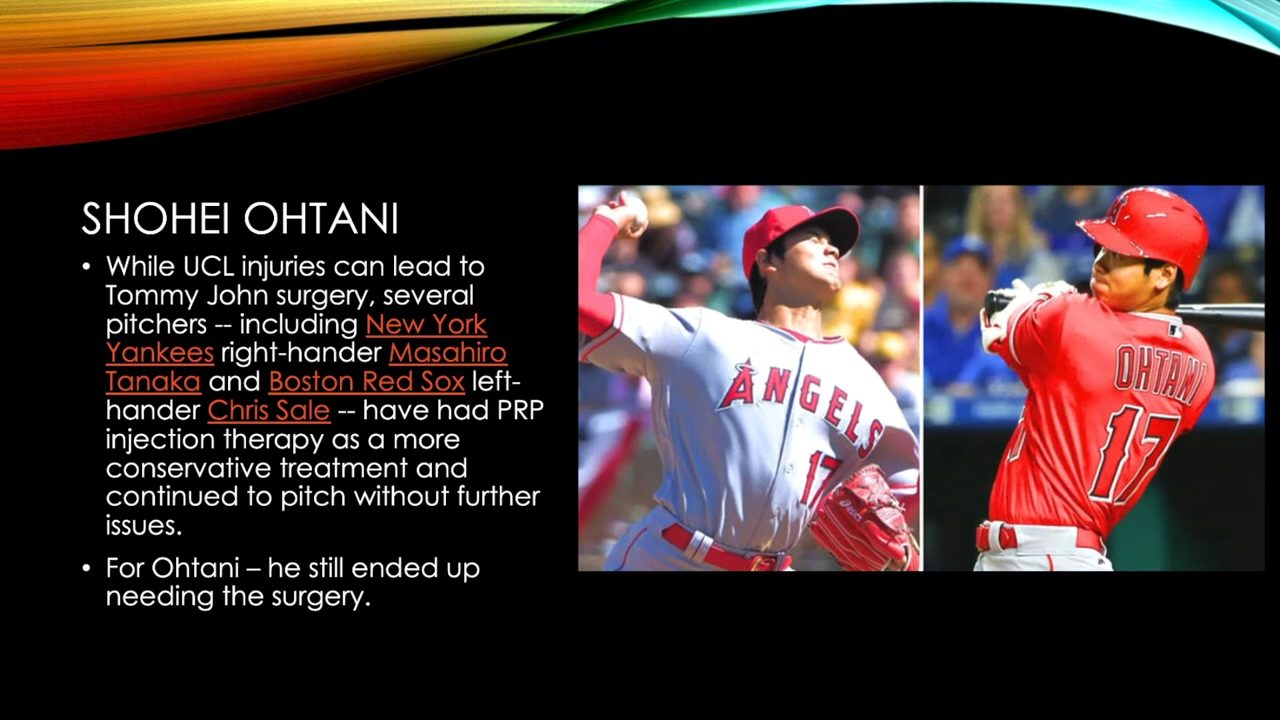 SHOHEI OHTANI
• While UCL injuries can lead to
Tommy John surgery, several
pitchers -- including New York
Yankees right-hander Masahiro
Tanaka and Boston Red Sox left-
hander Chris Sale -- have had PRP
injection therapy as a more
conservative treatment and
continued to pitch without further
issues.
• For Ohtani – he still ended up
needing the surgery.
ANGELS
17
asics
A
OHTANI
17